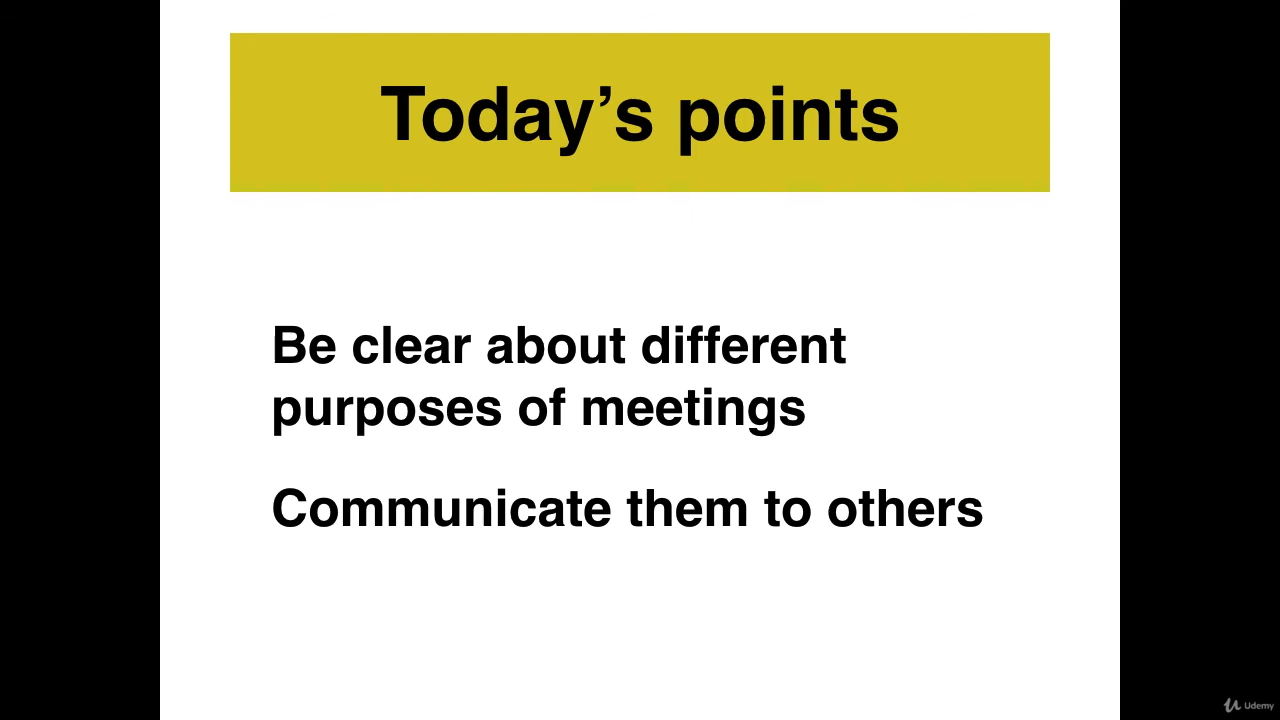 Today’s points
Be clear about different
purposes of meetings
Communicate them to others
Udemy